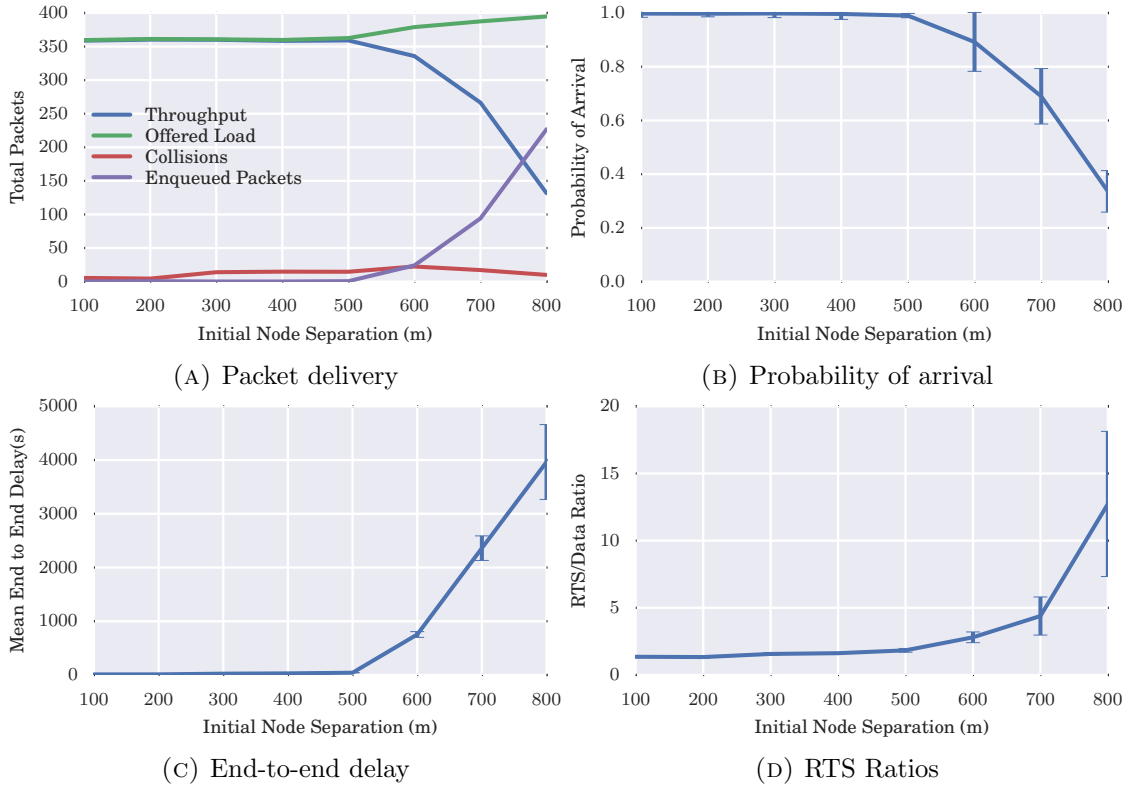 400
350
300
250
200
150
100
50
0
Total Packets
Throughput
Offered Load
Collisions
Enqueued Packets
100 200 300 400 500 600 700 800
Initial Node Separation (m)
(A) Packet delivery
1.0
0.8
0.6
0.4
0.2
0.0
Probability of Arrival
100 200 300 400 500 600 700 800
Initial Node Separation (m)
(B) Probability of arrival
5000
4000
3000
2000
1000
0
Mean End to End Delay(s)
100 200 300 400 500 600 700 800
Initial Node Separation (m)
(C) End-to-end delay
20
15
10
5
0
RTS/Data Ratio
100 200 300 400 500 600 700 800
Initial Node Separation (m)
(D) RTS Ratios